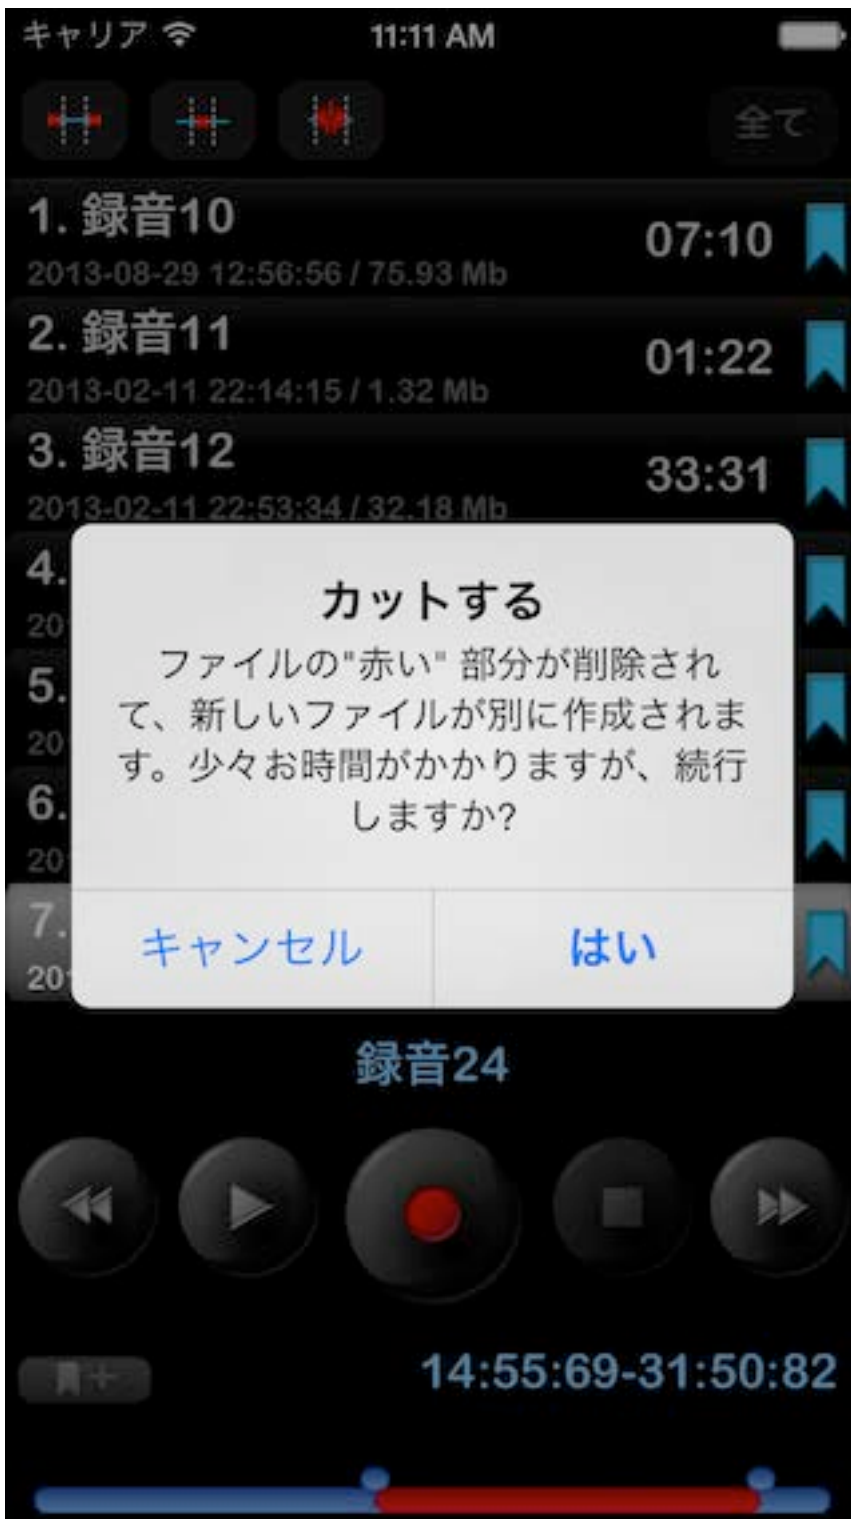 キャリア 11:11 AM
全て
1. 録音10
07:10
2013-08-29 12:56:56 / 75.93 Mb
2. 録音11
01:22
2013-02-11 22:14:15 / 1.32 Mb
3. 録音12
33:31
2013-02-11 22:53:34 / 32.18 Mb
4.
20
5.
20
6.
20
7.
20
カットする
ファイルの"赤い" 部分が削除され
て、新しいファイルが別に作成されま
す。少々お時間がかかりますが、続行
しますか?
キャンセル はい
録音24
14:55:69-31:50:82